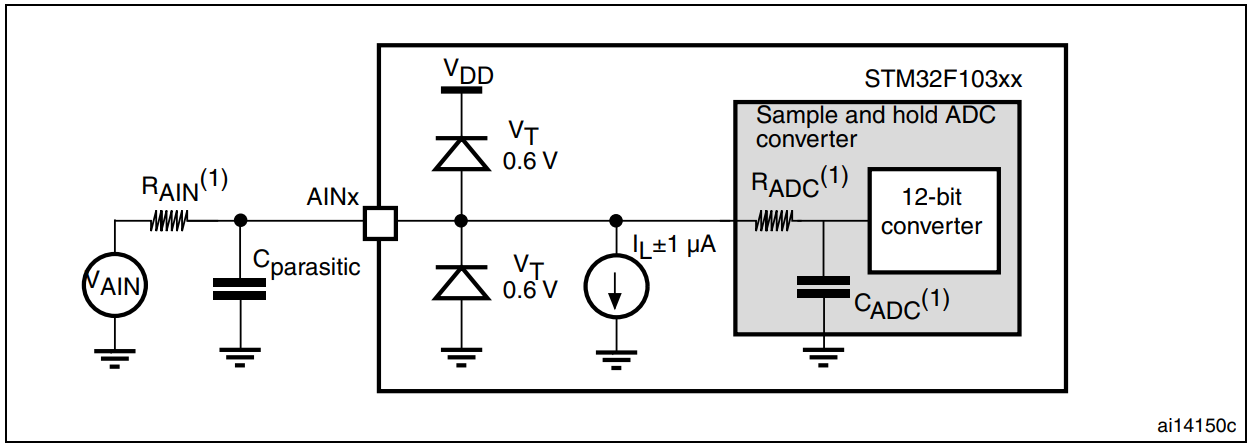 VDD
STM32F103xx
Sample and hold ADC
converter
VT
0.6 V
RAIN(1)
AINx
RADC(1)
12-bit
converter
Cparasitic
VT
0.6 V
IL±1 µA
VAIN
CADC(1)
ai14150c